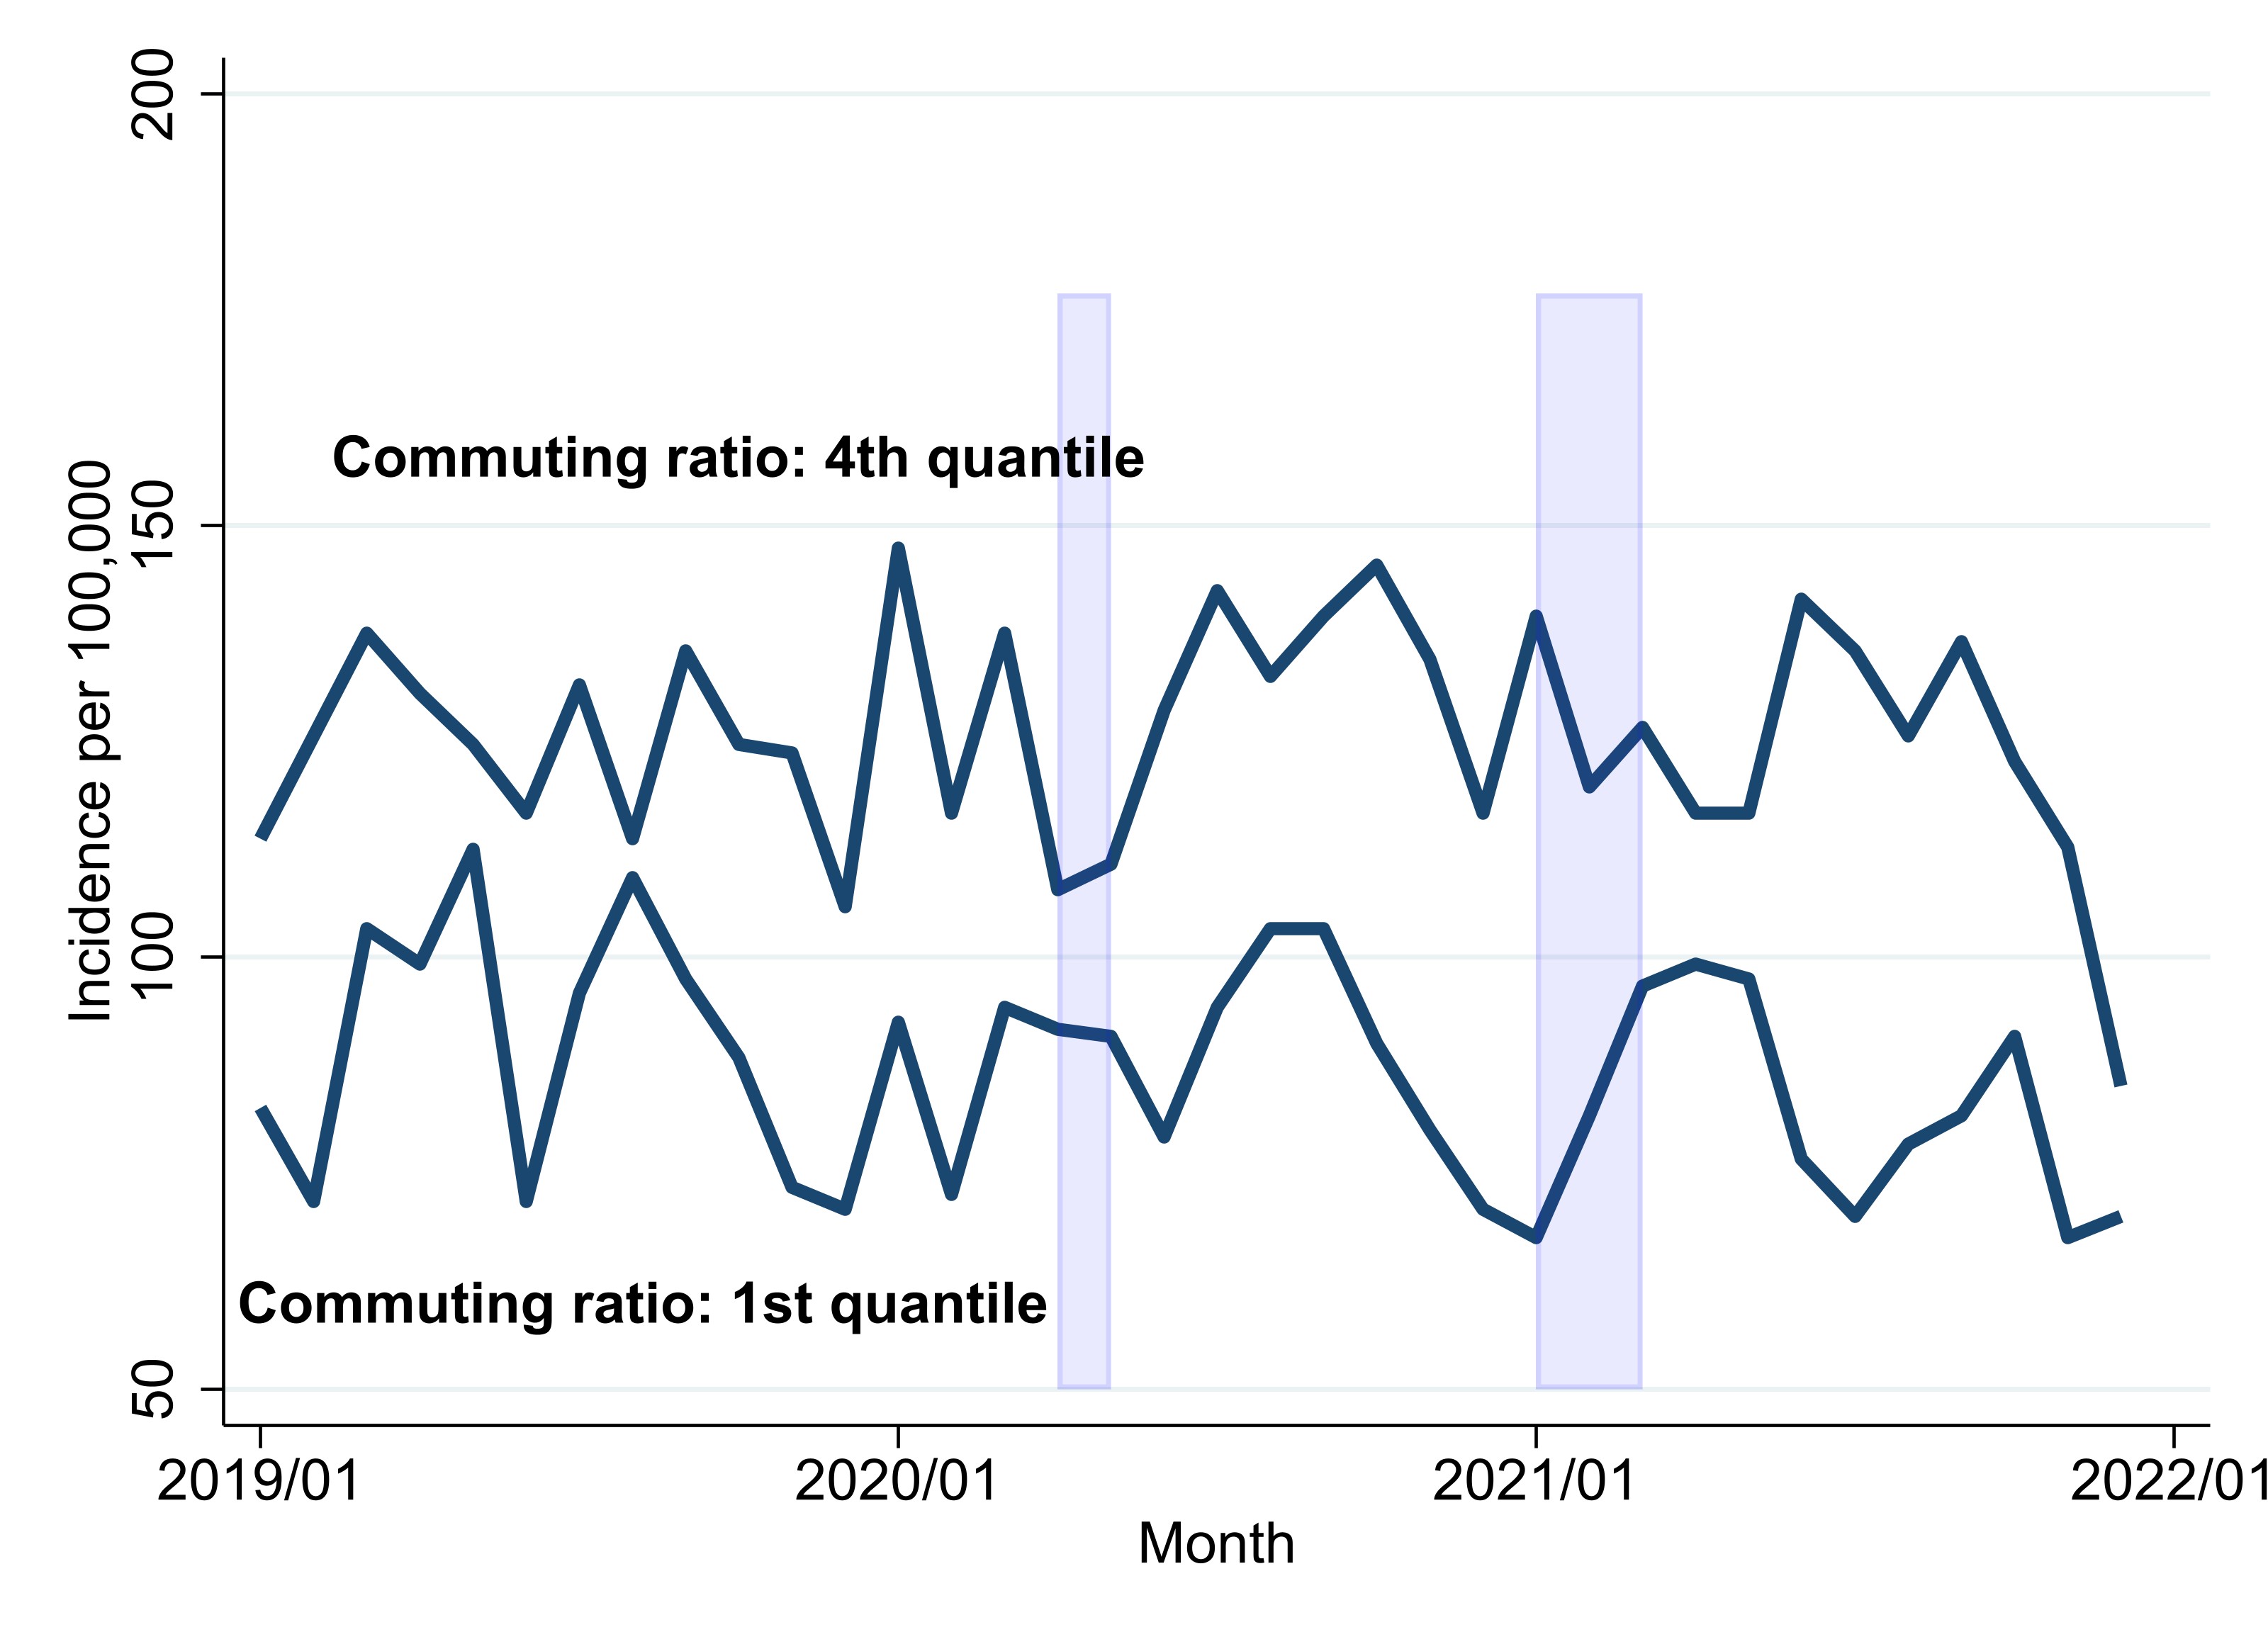 200
150
100
50
Incidence per 100,000
Commuting ratio: 4th quantile
Commuting ratio: 1st quantile
2019/01
2020/01
2021/01
2022/01
Month